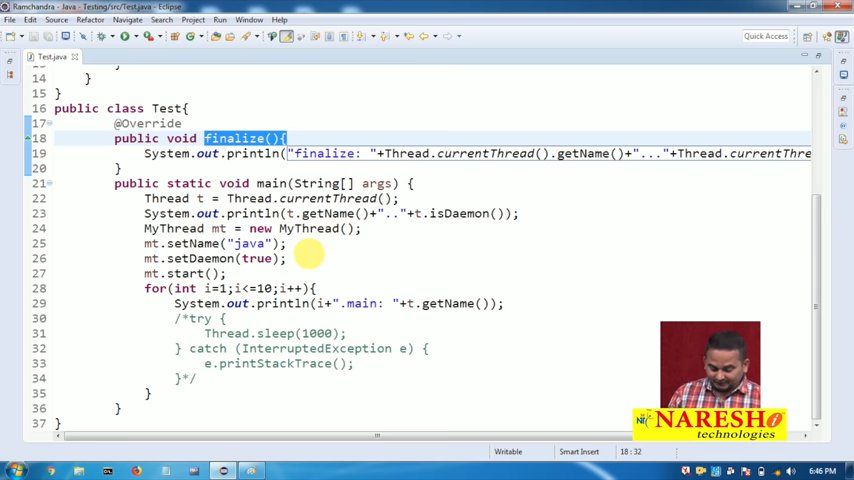 Ramchandra - Java - Testing/src/Test.java - Eclipse
File Edit Source Refactor Navigate Search Project Run Window Help
Quick Access
Test.java
13 }
14 }
15 }
16 public class Test{
17 @Override
18 public void finalize(){
19 System.out.println("finalize: "+Thread.currentThread().getName()+"..."+Thread.currentThre
20 }
21 public static void main(String[] args) {
22 Thread t = Thread.currentThread();
23 System.out.println(t.getName()+".."+t.isDaemon());
24 MyThread mt = new MyThread();
25 mt.setName("java");
26 mt.setDaemon(true);
27 mt.start();
28 for(int i=1;i<=10;i++){
29 System.out.println(i+".main: "+t.getName());
30 /*try {
31 Thread.sleep(1000);
32 } catch (InterruptedException e) {
33 e.printStackTrace();
34 }*/
35 }
36 }
37 }
NARESH i
technologies
Writable Smart Insert 18 : 32
6:46 PM